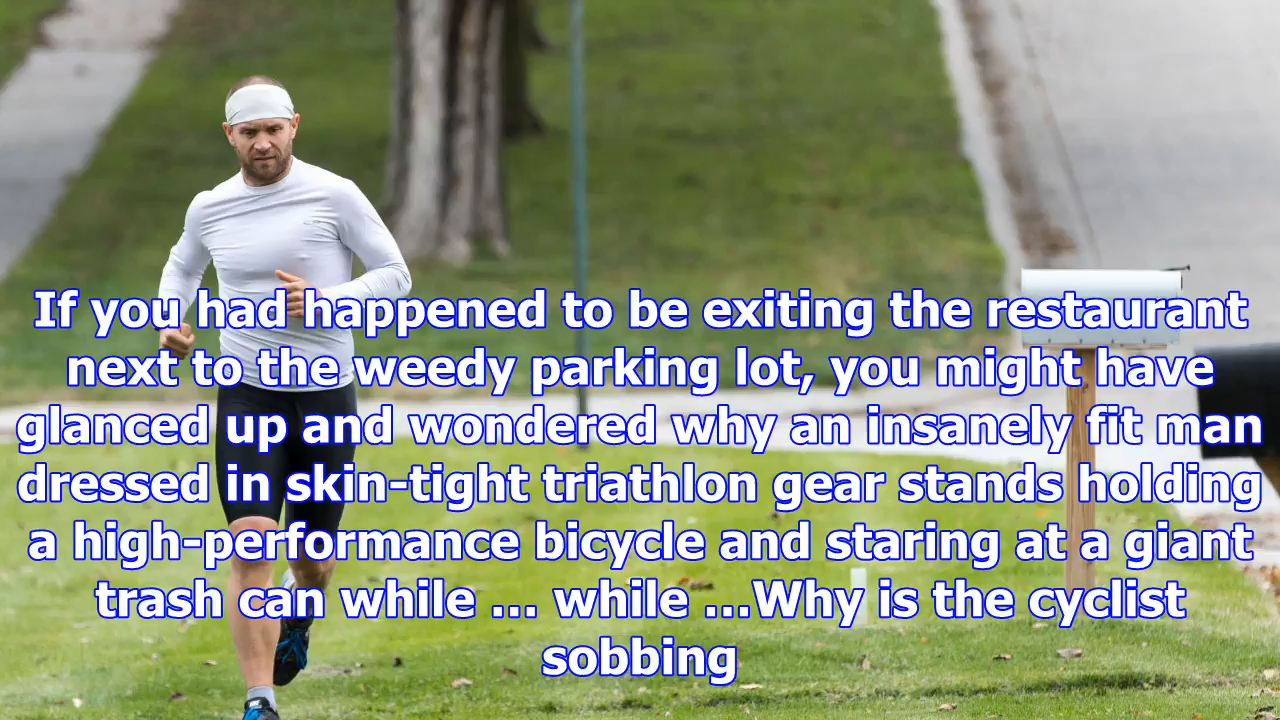 If you had happened to be exiting the restaurant
next to the weedy parking lot, you might have
glanced up and wondered why an insanely fit man
dressed in skin-tight triathlon gear stands holding
a high-performance bicycle and staring at a giant
trash can while ... while ...Why is the cyclist
sobbing